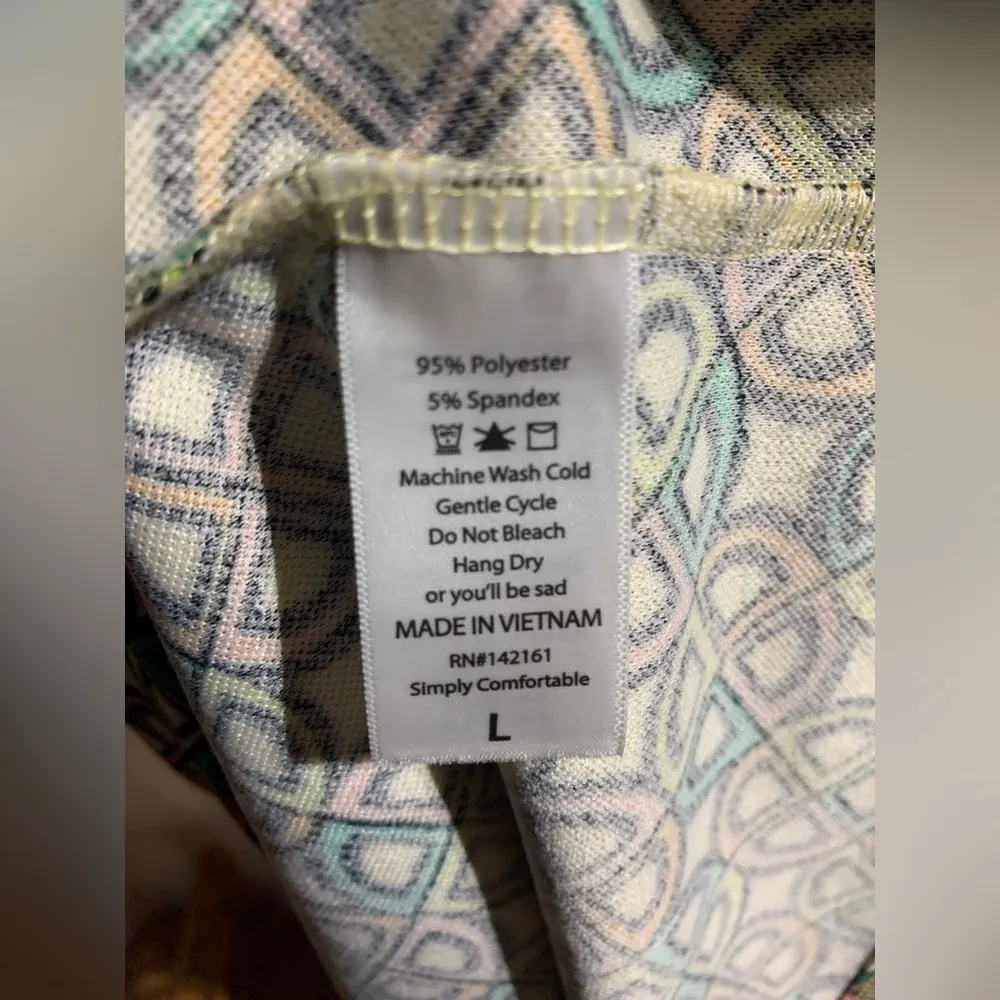 95% Polyester
5% Spandex
Machine Wash Cold
Gentle Cycle
Do Not Bleach
Hang Dry
or you'll be sad
MADE IN VIETNAM
RN#142161
Simply Comfortable
L